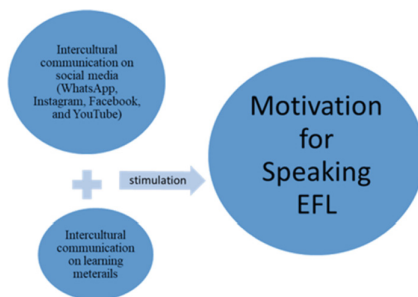 Intercultural
communication on
social media
(WhatsApp,
Instagram, Facebook,
and YouTube)
stimulation
Intercultural
communication
on learning
meterails
Motivation
for
Speaking
EFL